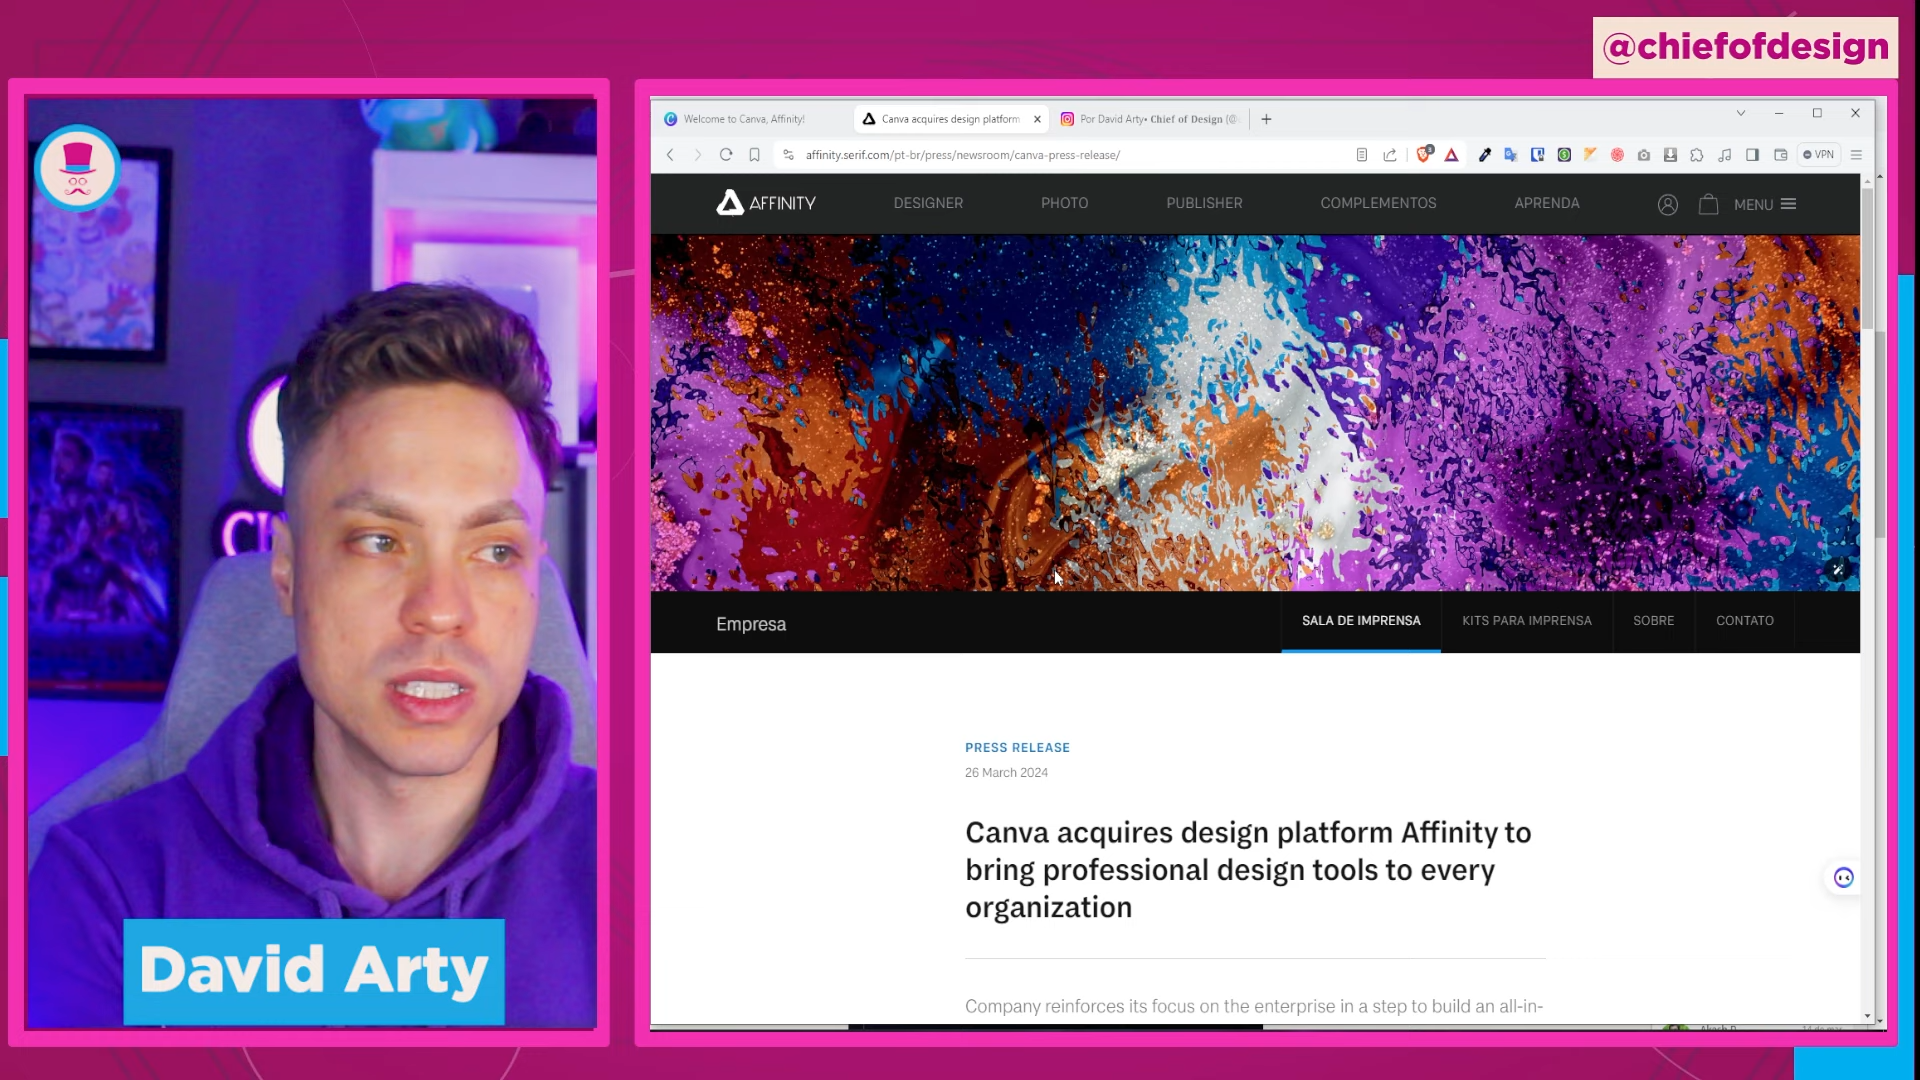 @chiefofdesign
David Arty
Welcome to Canva, Affinity!
Canva acquires design platform
Por David Arty• Chief of Design (@
affinity.serif.com/pt-br/press/newsroom/canva-press-release/
VPN
AFFINITY
DESIGNER
PHOTO
PUBLISHER
COMPLEMENTOS
APRENDA
MENU
Empresa
SALA DE IMPRENSA
KITS PARA IMPRENSA
SOBRE
CONTATO
PRESS RELEASE
26 March 2024
Canva acquires design platform Affinity to
bring professional design tools to every
organization
Company reinforces its focus on the enterprise in a step to build an all-in-